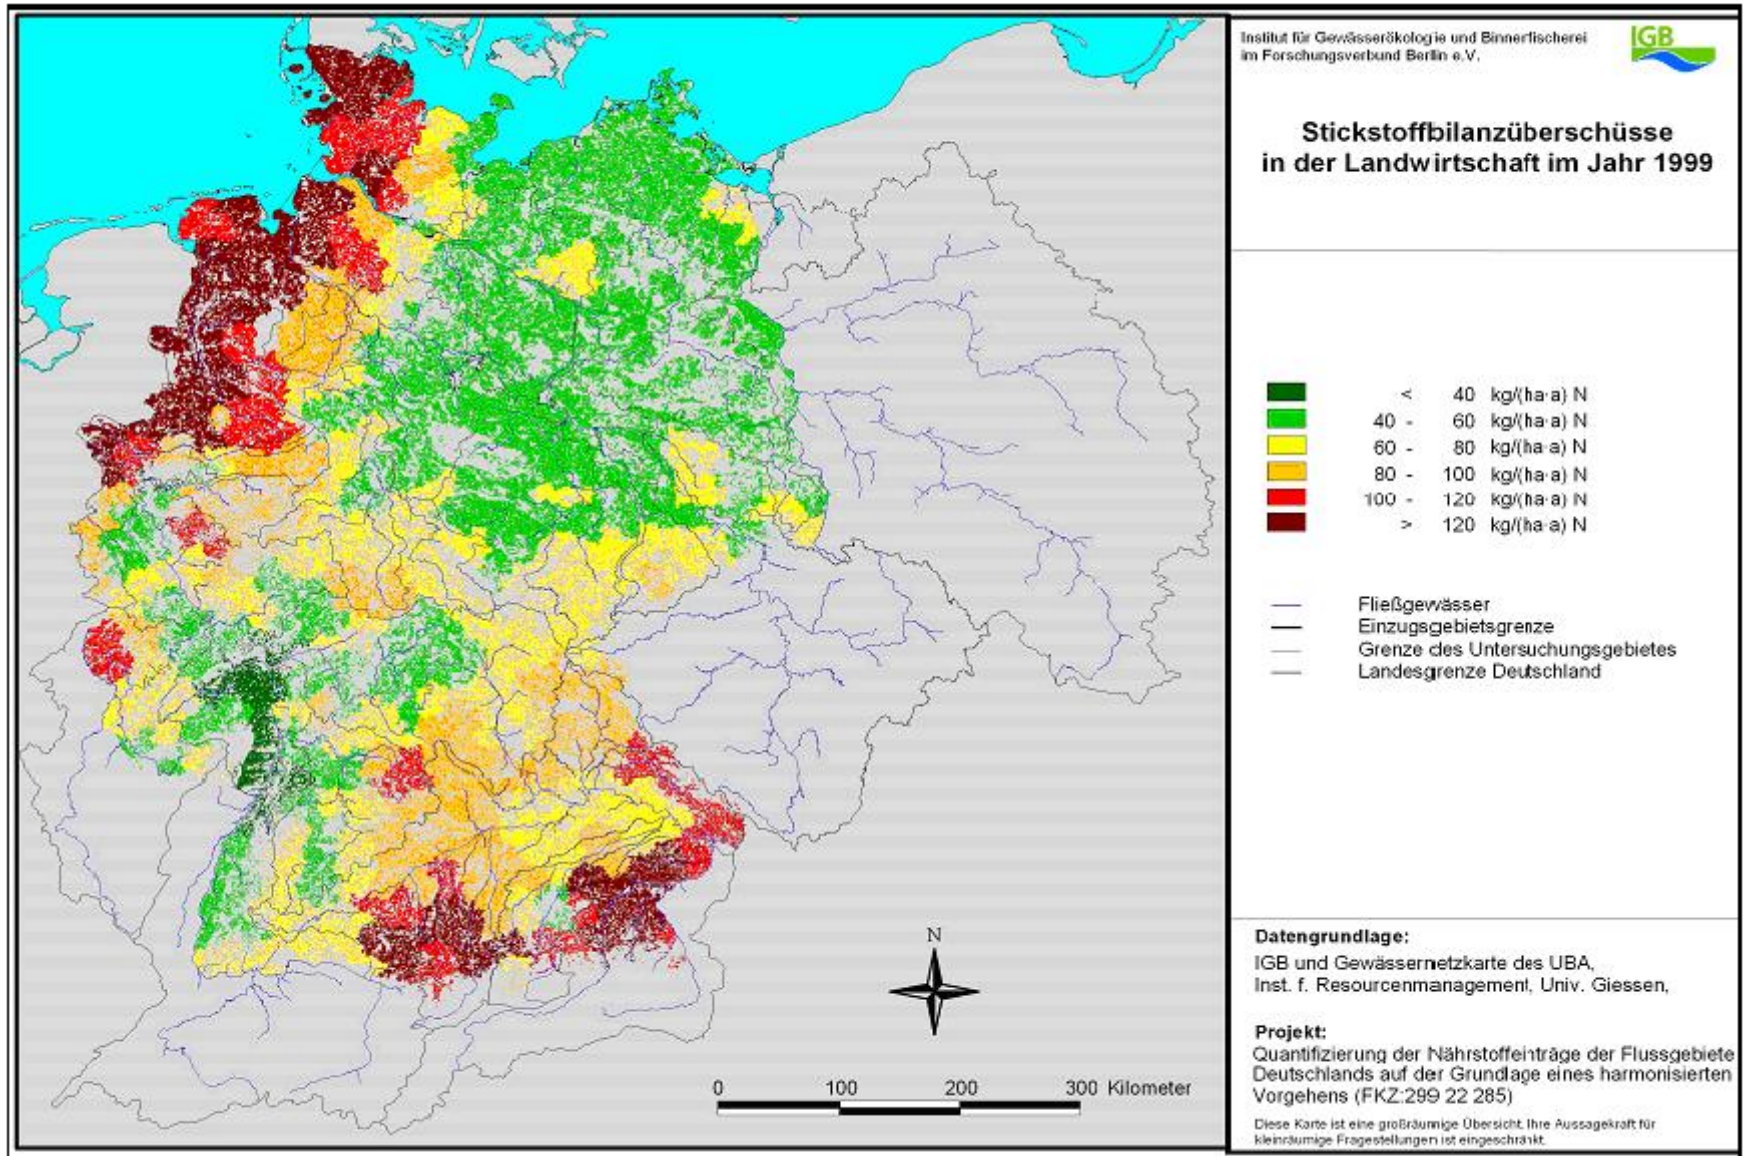 Institut für Gewässerökologie und Binnenfischerei
im Forschungsverbund Berlin e.V.
IGB
Stickstoffbilanzüberschüsse
in der Landwirtschaft im Jahr 1999
< 40 kg/(ha·a) N
40 - 60 kg/(ha·a) N
60 - 80 kg/(ha·a) N
80 - 100 kg/(ha·a) N
100 - 120 kg/(ha·a) N
> 120 kg/(ha·a) N
Fließgewässer
Einzugsgebietsgrenze
Grenze des Untersuchungsgebietes
Landesgrenze Deutschland
N
0 100 200 300 Kilometer
Datengrundlage:
IGB und Gewässernetzkarte des UBA,
Inst. f. Resourcenmanagement, Univ. Giessen,
Projekt:
Quantifizierung der Nährstoffeinträge der Flussgebiete
Deutschlands auf der Grundlage eines harmonisierten
Vorgehens (FKZ:299 22 285)
Diese Karte ist eine großräumige Übersicht. Ihre Aussagekraft für
kleinräumige Fragestellungen ist eingeschränkt.